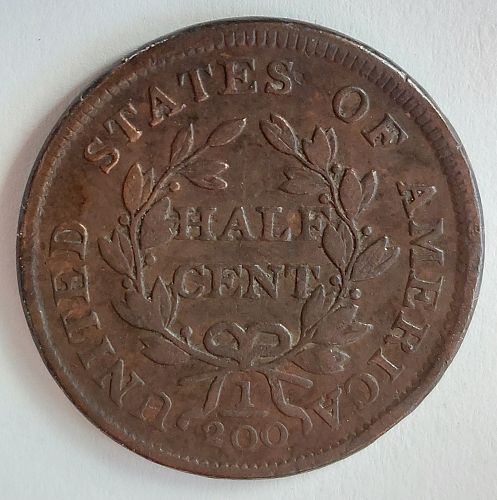 UNITED STATES OF AMERICA
HALF
CENT
1
200